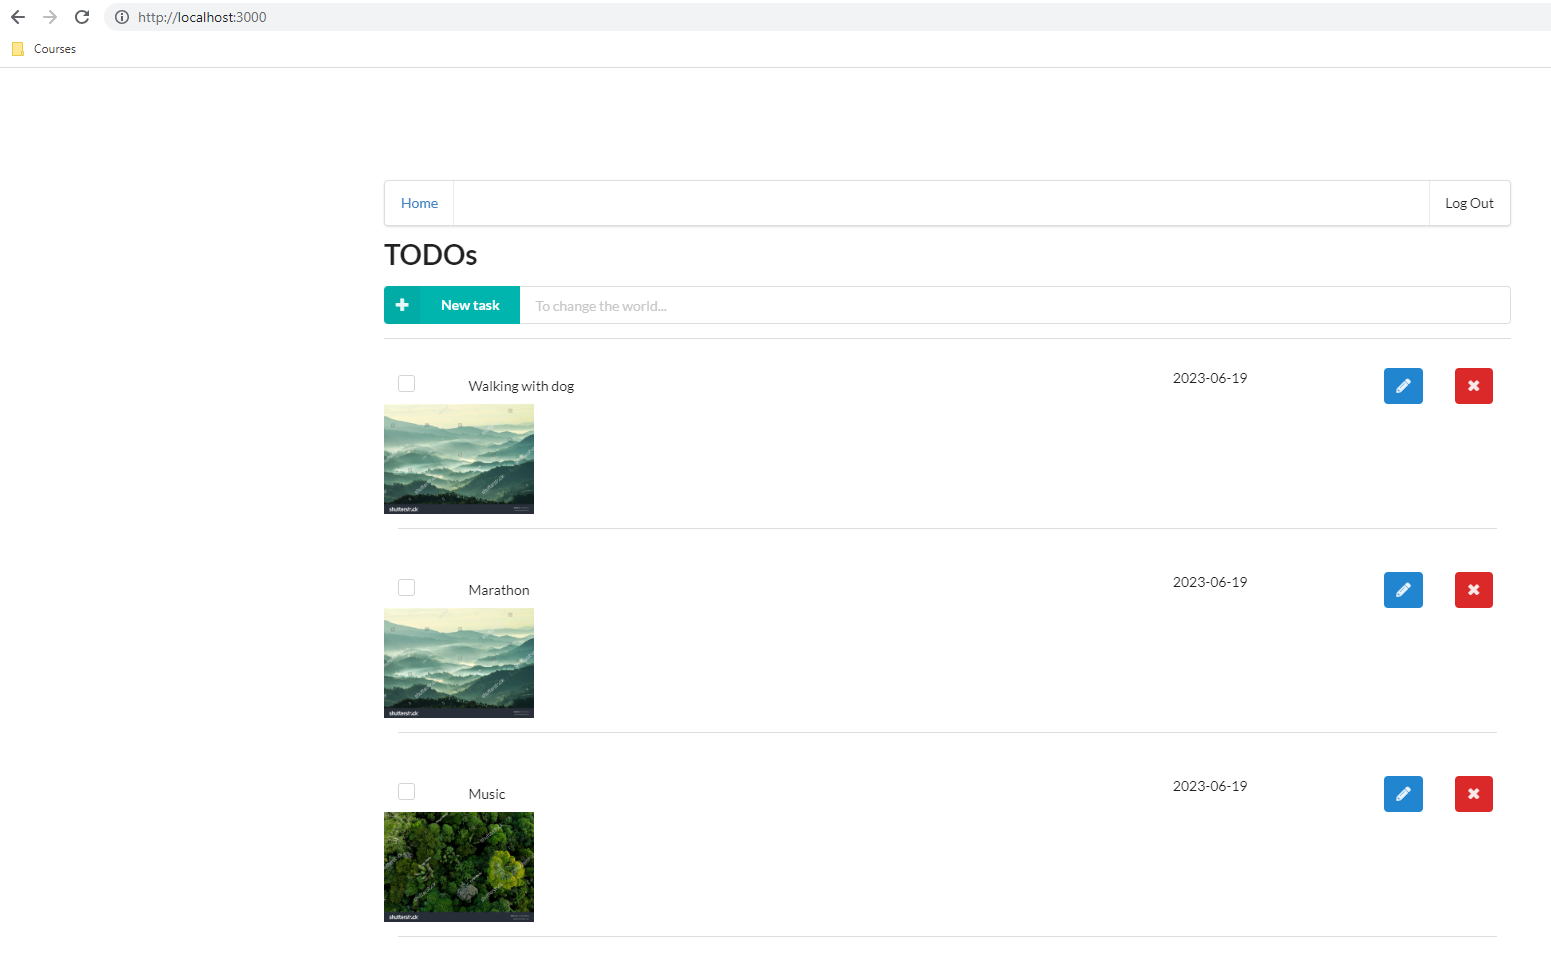 http://localhost:3000
Courses
Home
Log Out
TODOs
New task
To change the world...
Walking with dog
2023-06-19
shutterstock
Marathon
2023-06-19
shutterstock
Music
2023-06-19
shutterstock